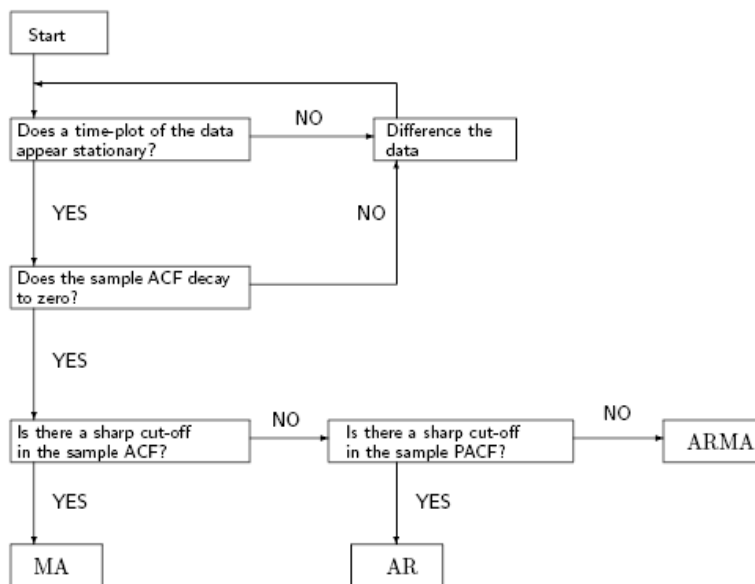 Start
Does a time-plot of the data
appear stationary?
NO
Difference the
data
YES
NO
Does the sample ACF decay
to zero?
YES
Is there a sharp cut-off
in the sample ACF?
NO
Is there a sharp cut-off
in the sample PACF?
NO
ARMA
YES
YES
MA
AR